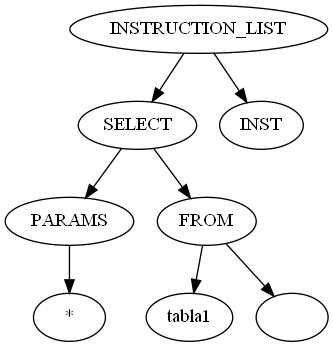 INSTRUCTION_LIST
SELECT
INST
PARAMS
FROM
*
tabla1